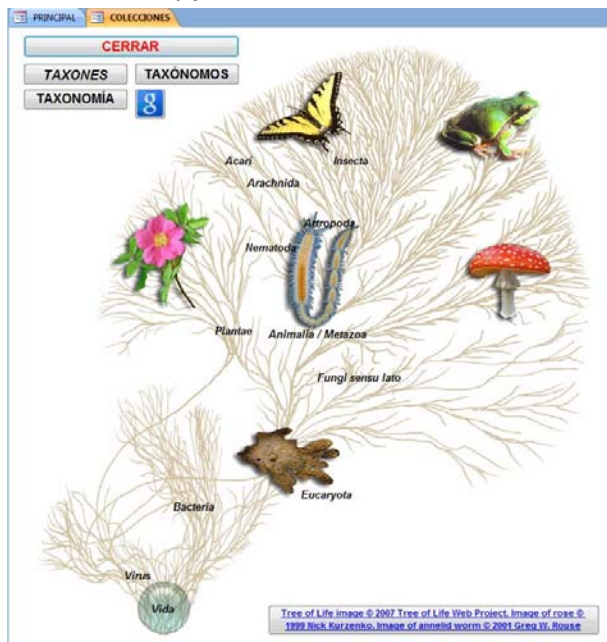 PRINCIPAL COLECCIONES
CERRAR
TAXONES TAXÓNOMOS
TAXONOMÍA g
Acari Insecta
Arachnida
Artropoda
Nematoda
Plantae Animalia / Metazoa
Fungi sensu lato
Eucaryota
Bacteria
Virus
Vida
Tree of Life image © 2007 Tree of Life Web Project. Image of rose ©
1999 Nick Kurzenko. Image of annelid worm © 2001 Greg W. Rouse